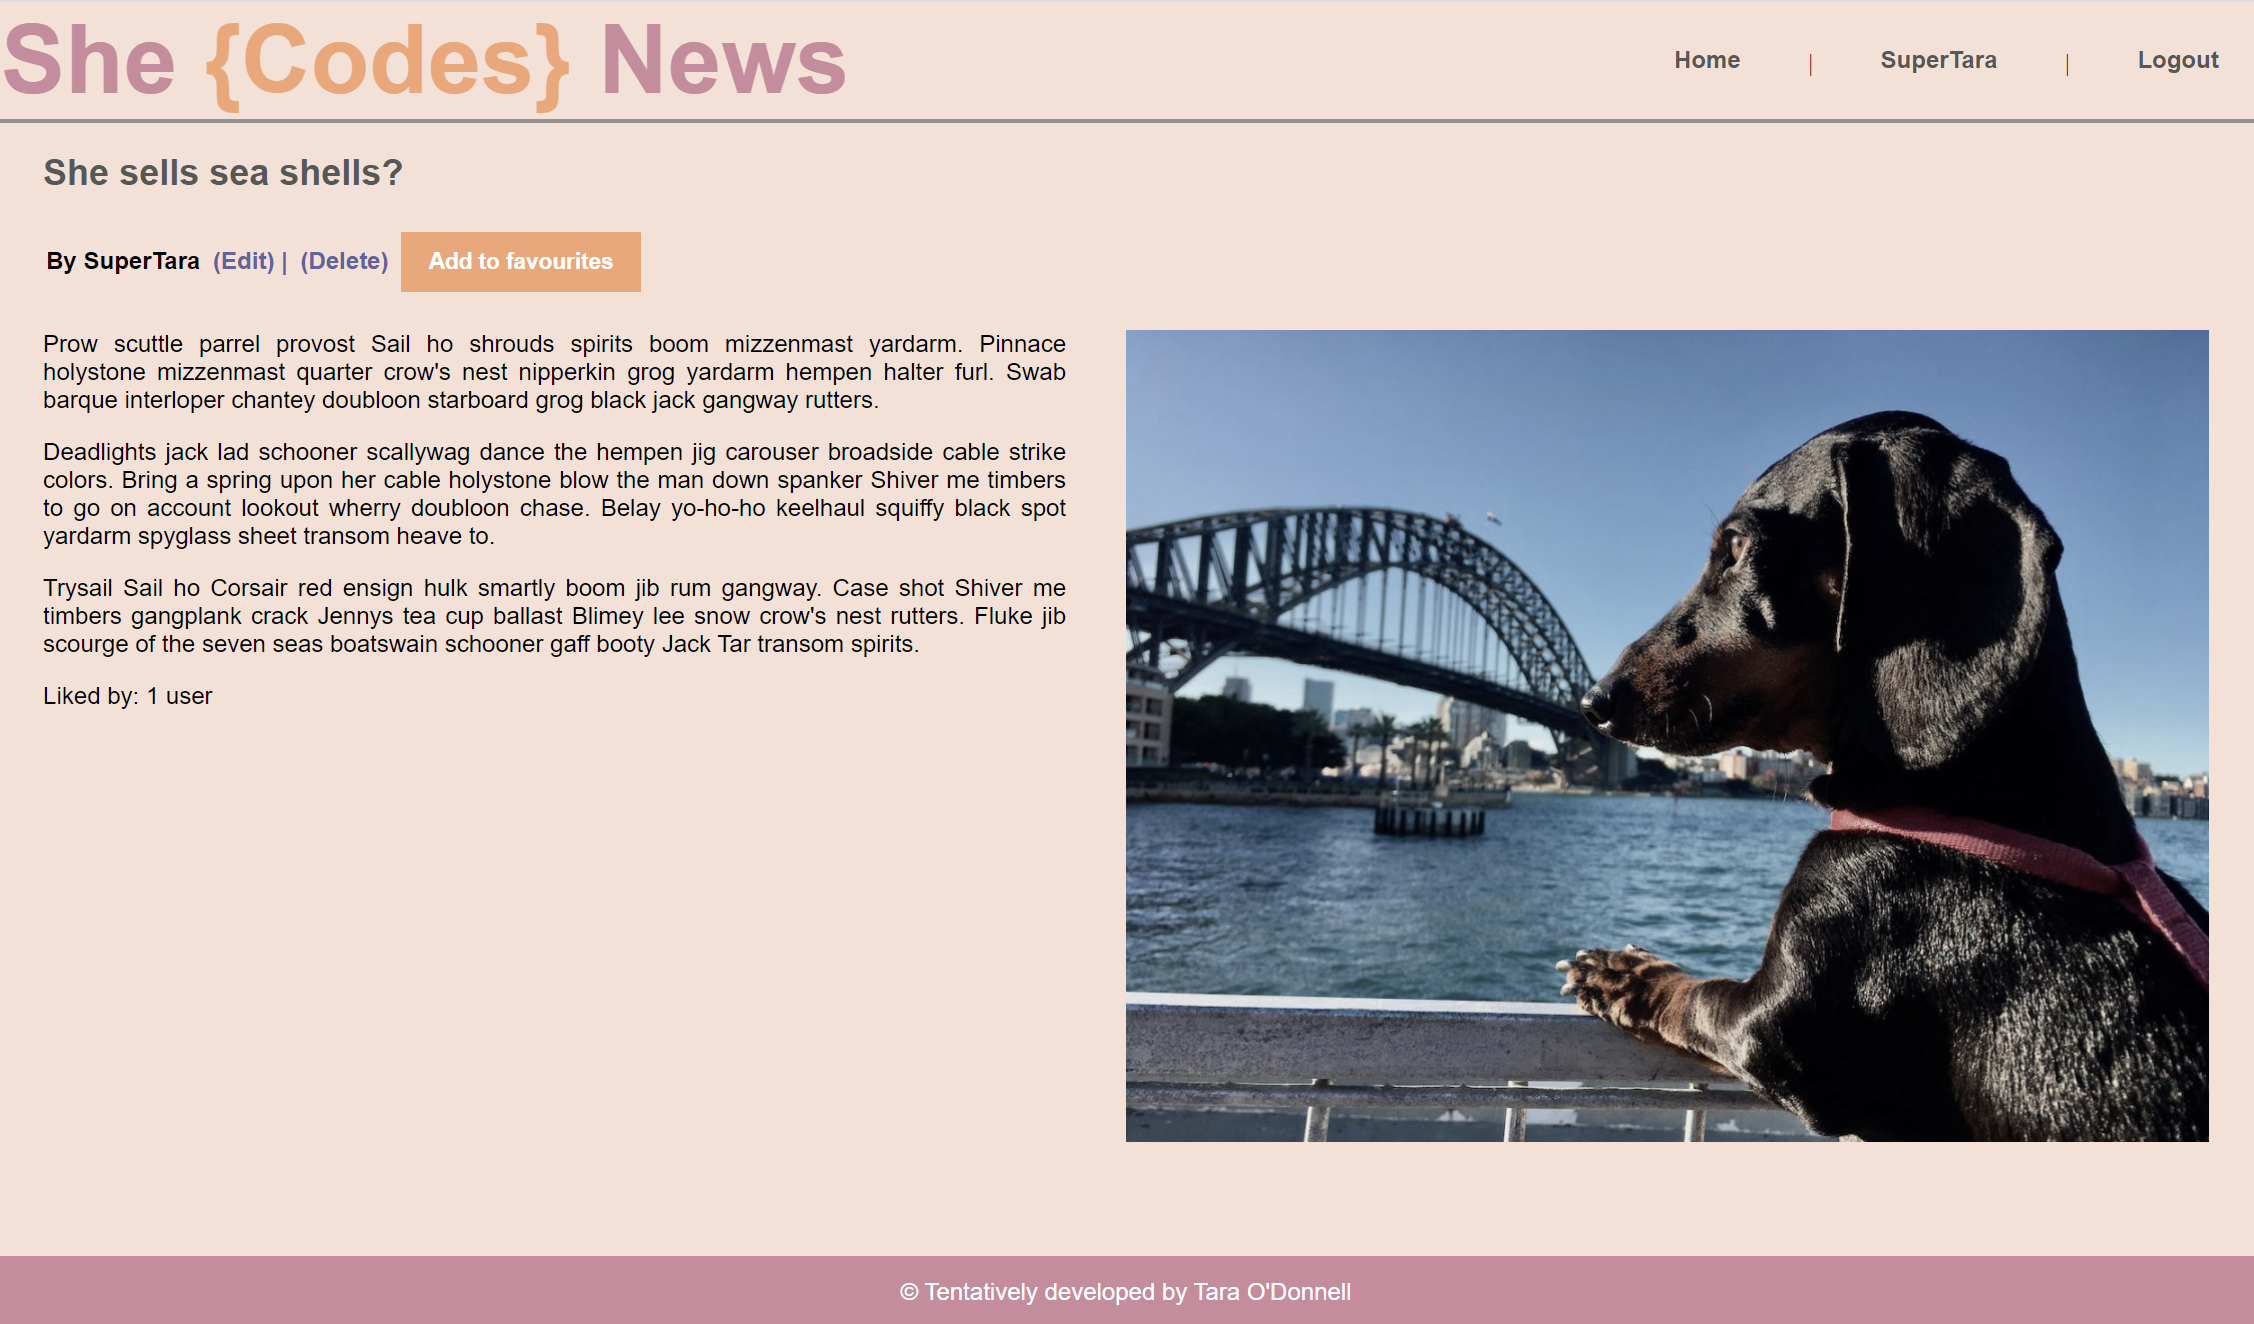 She {Codes} News
Home | SuperTara | Logout
She sells sea shells?
By SuperTara (Edit) | (Delete) Add to favourites
Prow scuttle parrel provost Sail ho shrouds spirits boom mizzenmast yardarm. Pinnace
holystone mizzenmast quarter crow's nest nipperkin grog yardarm hempen halter furl. Swab
barque interloper chantey doubloon starboard grog black jack gangway rutters.
Deadlights jack lad schooner scallywag dance the hempen jig carouser broadside cable strike
colors. Bring a spring upon her cable holystone blow the man down spanker Shiver me timbers
to go on account lookout wherry doubloon chase. Belay yo-ho-ho keelhaul squiffy black spot
yardarm spyglass sheet transom heave to.
Trysail Sail ho Corsair red ensign hulk smartly boom jib rum gangway. Case shot Shiver me
timbers gangplank crack Jennys tea cup ballast Blimey lee snow crow's nest rutters. Fluke jib
scourge of the seven seas boatswain schooner gaff booty Jack Tar transom spirits.
Liked by: 1 user
© Tentatively developed by Tara O'Donnell